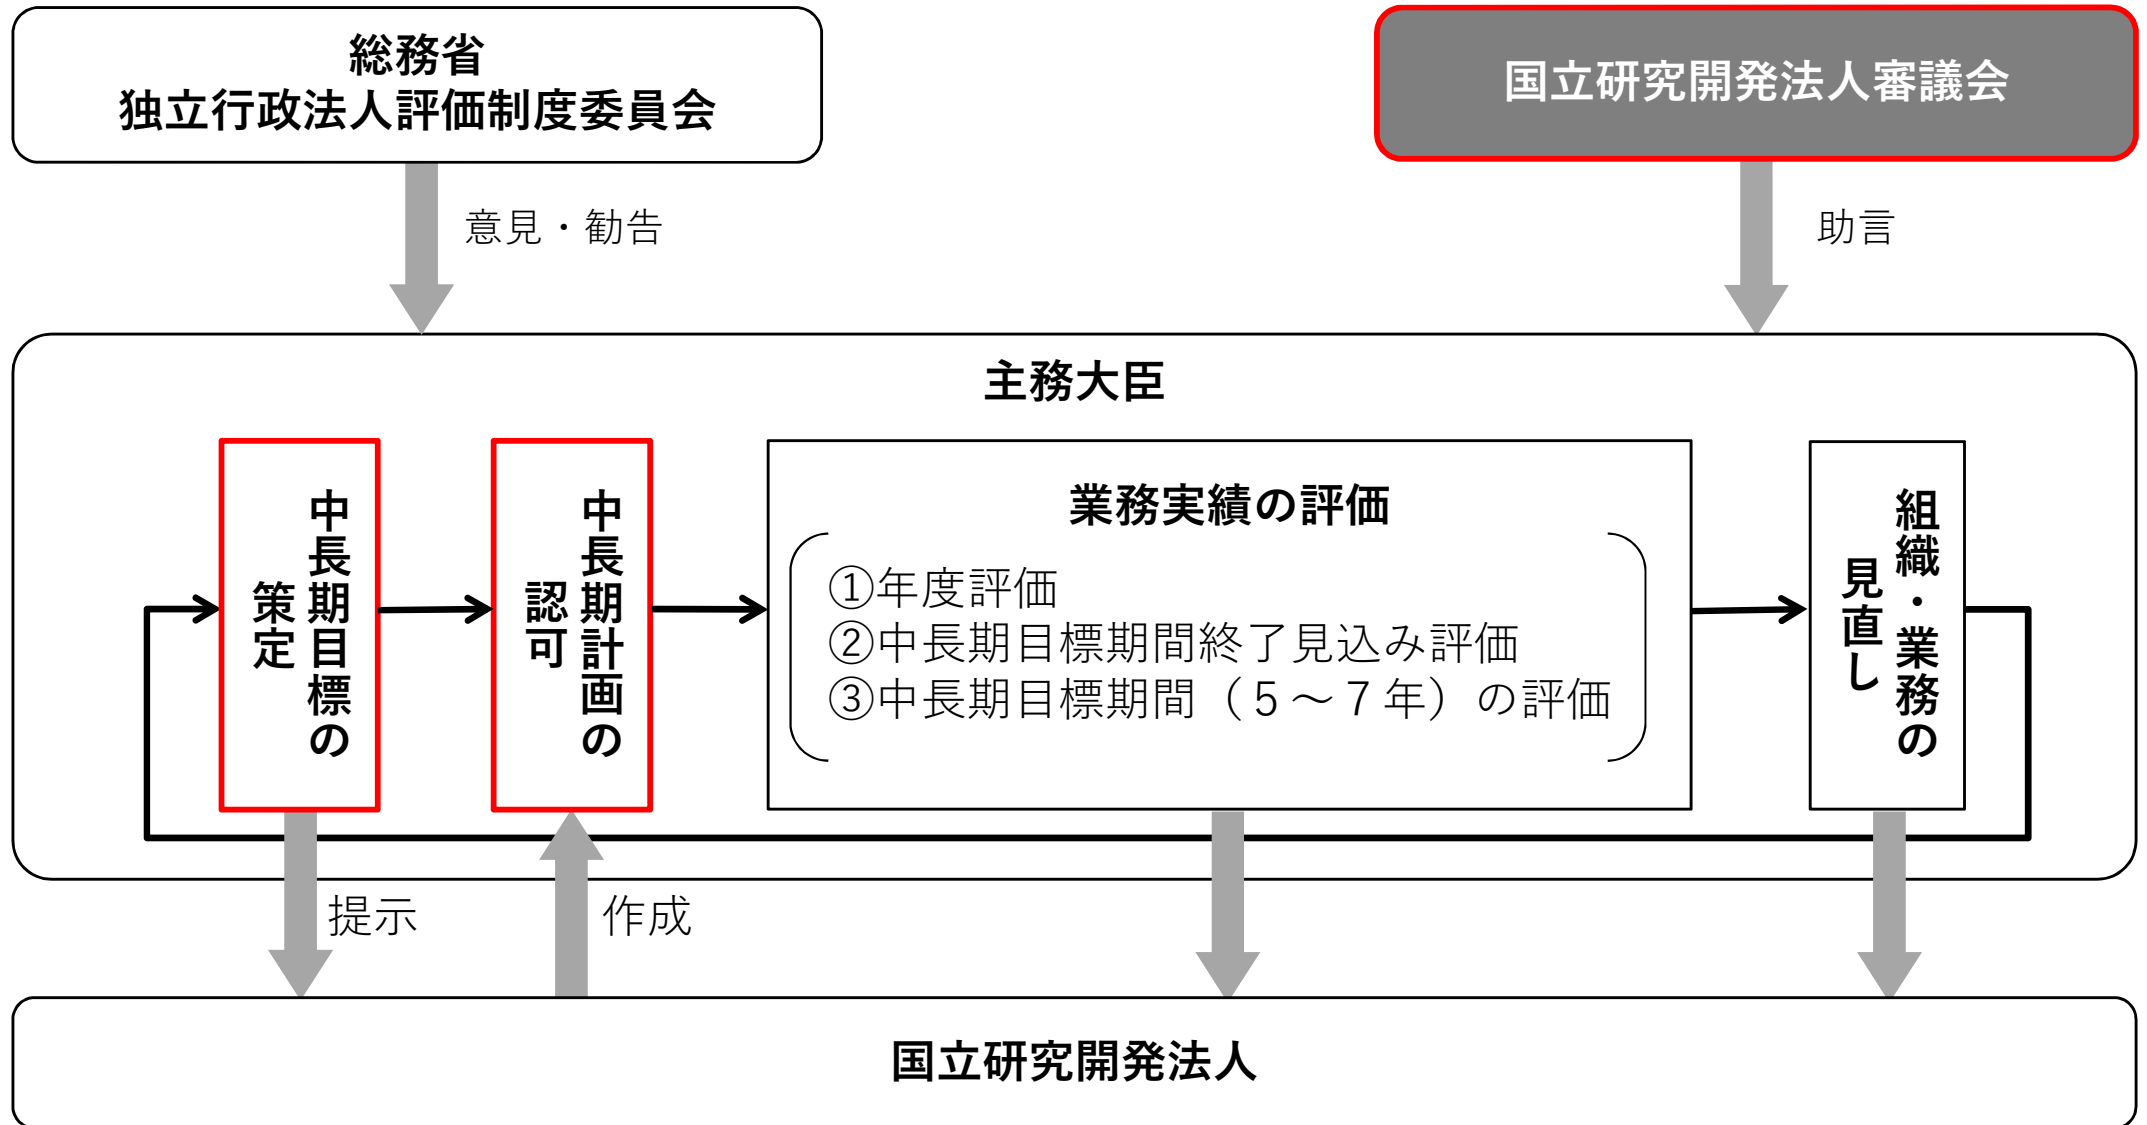 総務省
独立行政法人評価制度委員会
国立研究開発法人審議会
意見・勧告
助言
主務大臣
中長期目標の
策定
中長期計画の
認可
業務実績の評価
①年度評価
②中長期目標期間終了見込み評価
③中長期目標期間（５～７年）の評価
組織・業務の
見直し
提示
作成
国立研究開発法人